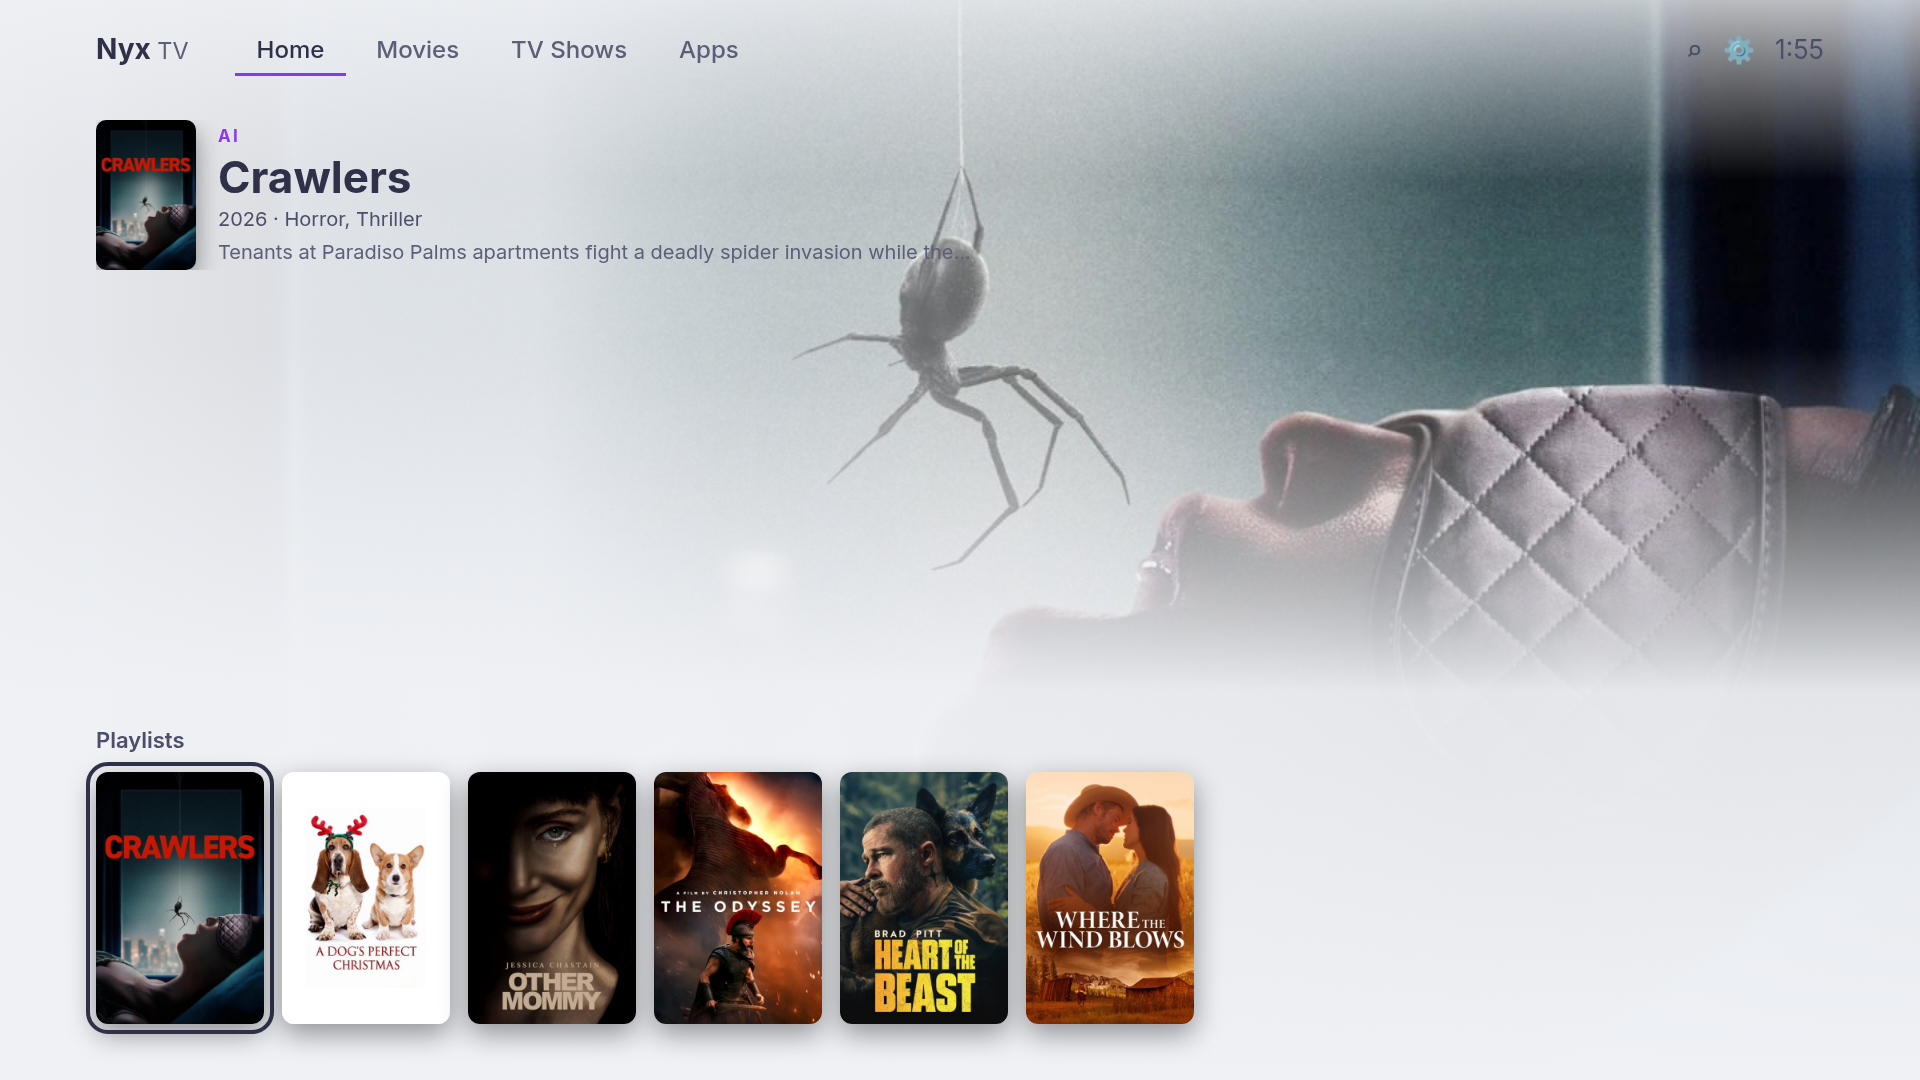 Nyx TV
Home
Movies
TV Shows
Apps
1:55
CRAWLERS
AI
Crawlers
2026 · Horror, Thriller
Tenants at Paradiso Palms apartments fight a deadly spider invasion while the...
Playlists
CRAWLERS
A DOG'S PERFECT
CHRISTMAS
JESSICA CHASTAIN
OTHER
MOMMY
A FILM BY CHRISTOPHER NOLAN
THE ODYSSEY
BRAD PITT
HEART OF THE
BEAST
WHERE THE
WIND BLOWS